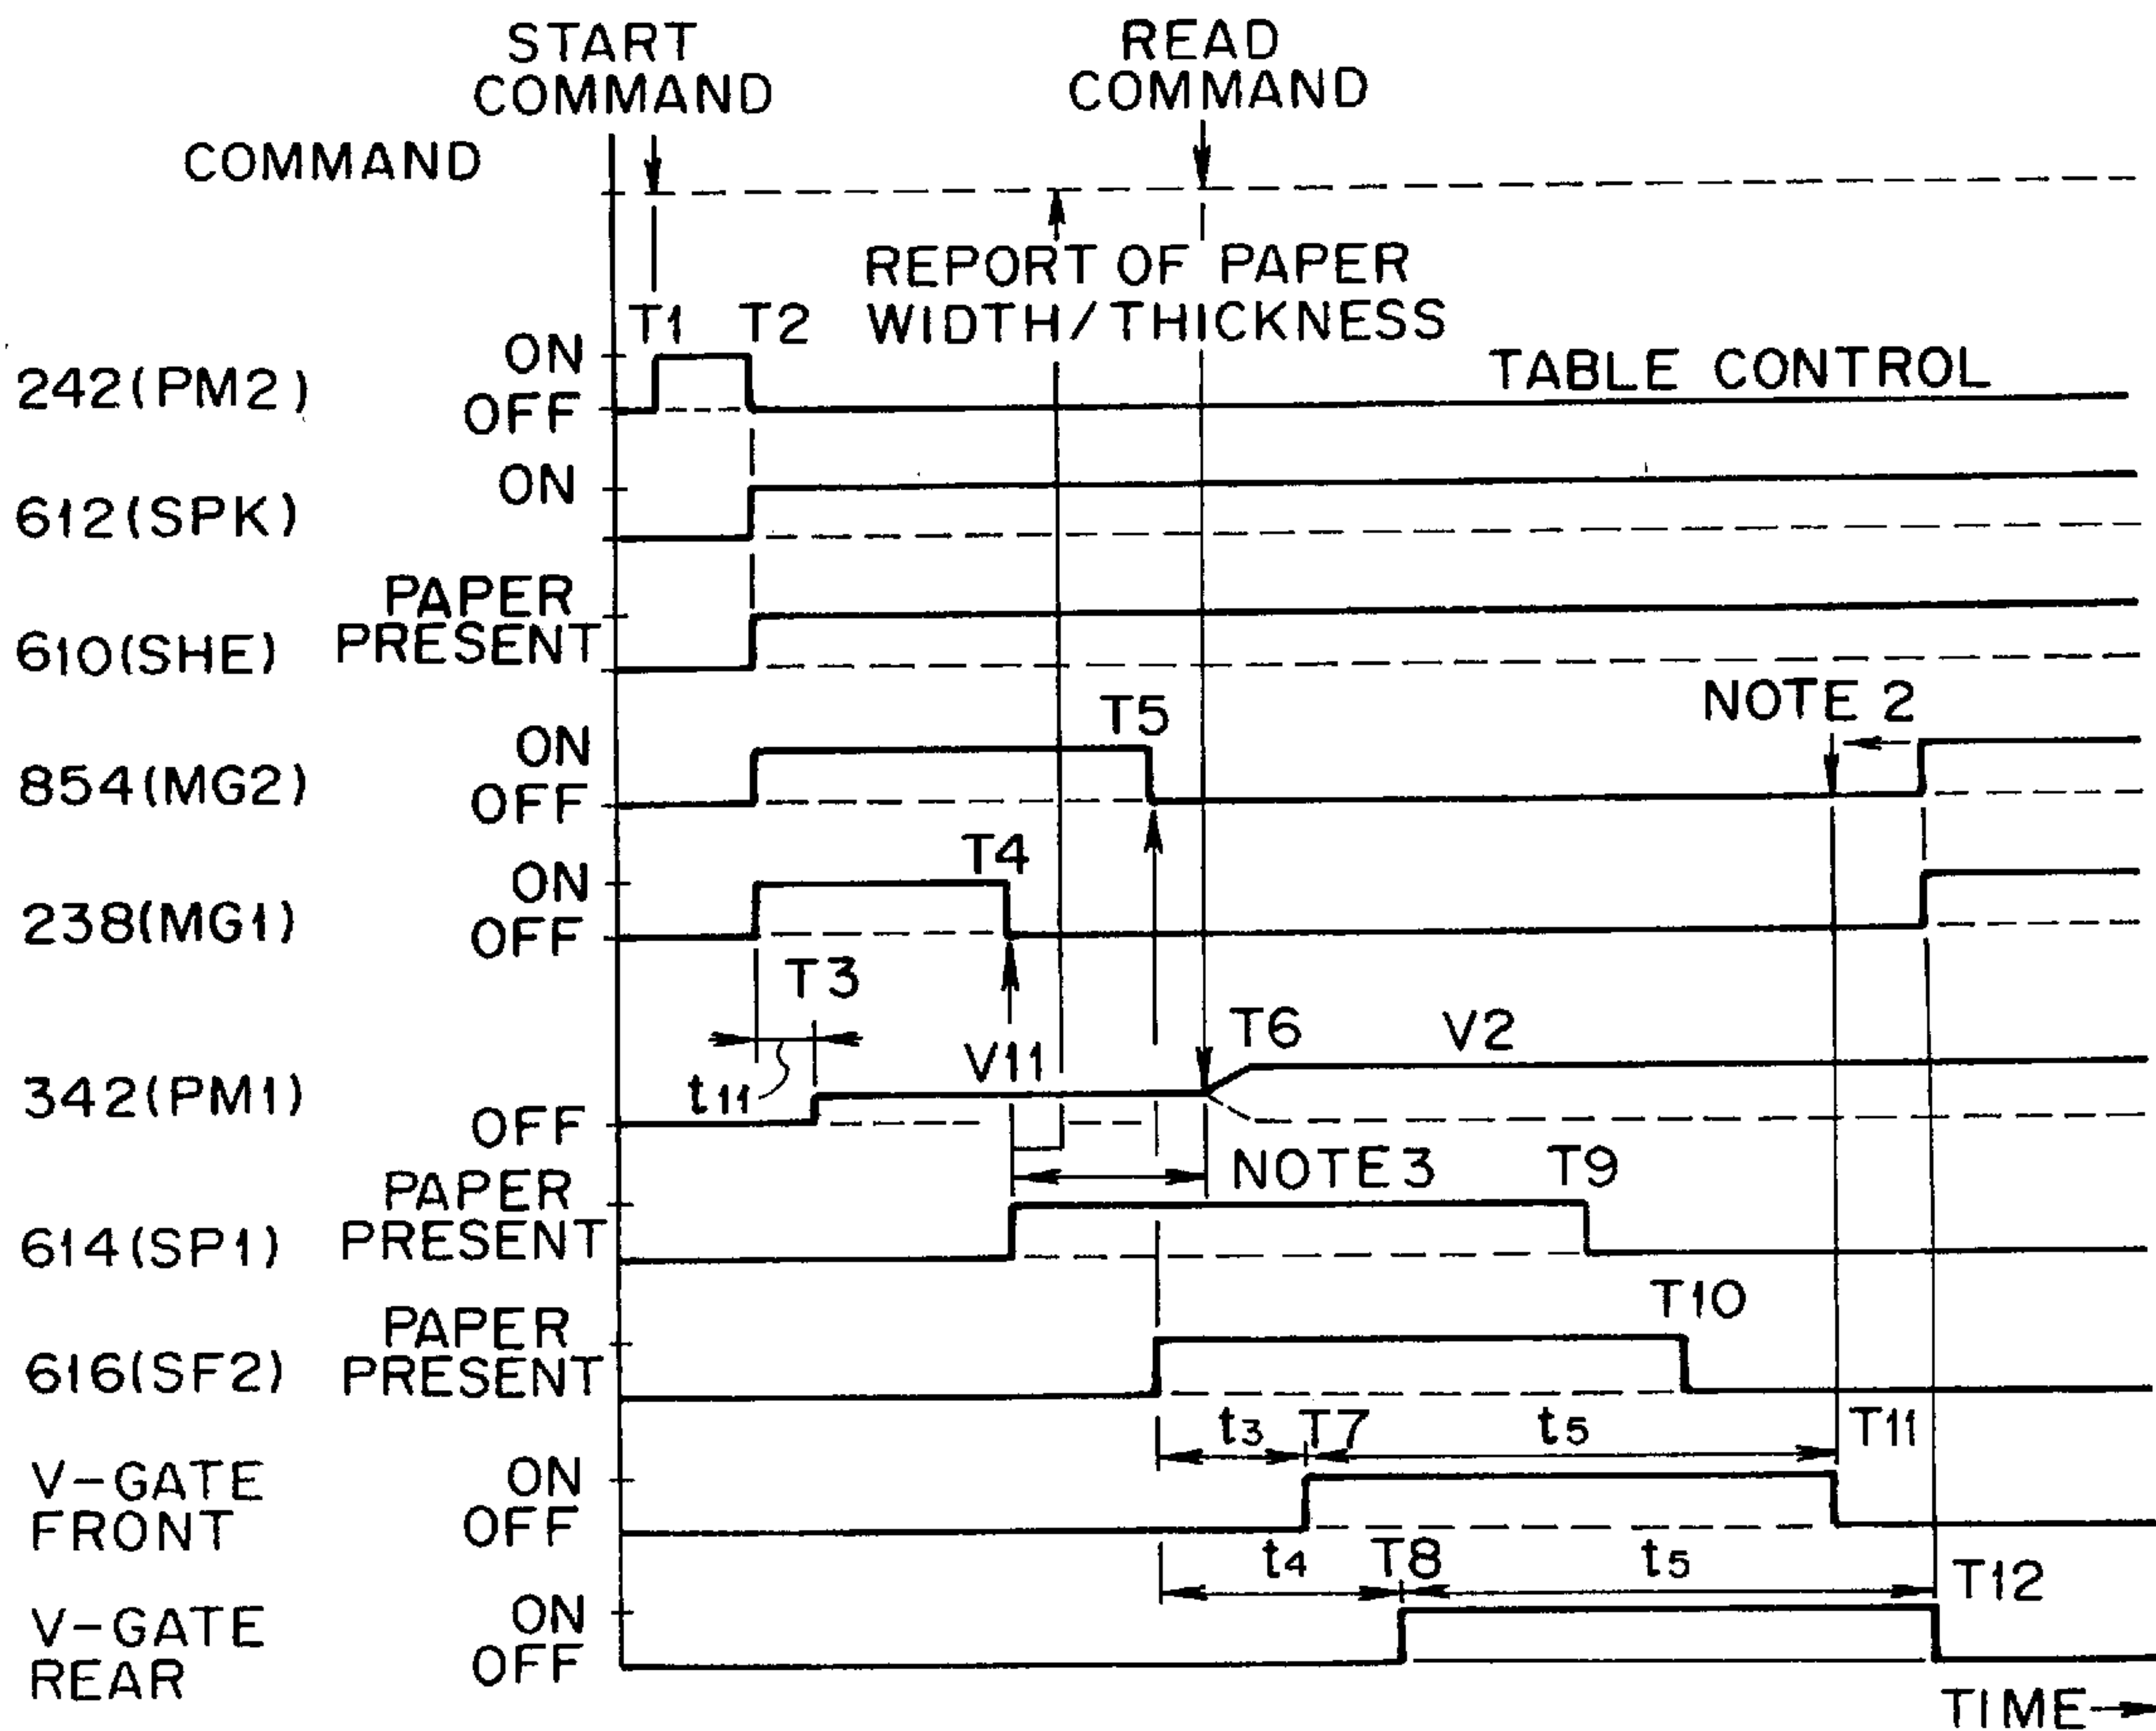 START
COMMAND
READ
COMMAND
COMMAND
REPORT OF PAPER
WIDTH/THICKNESS
T1
T2
242(PM2)
ON
OFF
TABLE CONTROL
612(SPK)
ON
610(SHE)
PAPER
PRESENT
T5
NOTE 2
854(MG2)
ON
OFF
T4
238(MG1)
ON
OFF
T3
t11
342(PM1)
OFF
V11
T6
V2
NOTE 3
T9
614(SP1)
PAPER
PRESENT
T10
616(SF2)
PAPER
PRESENT
t3
T7
t5
T11
V-GATE
FRONT
ON
OFF
t4
T8
t5
T12
V-GATE
REAR
ON
OFF
TIME